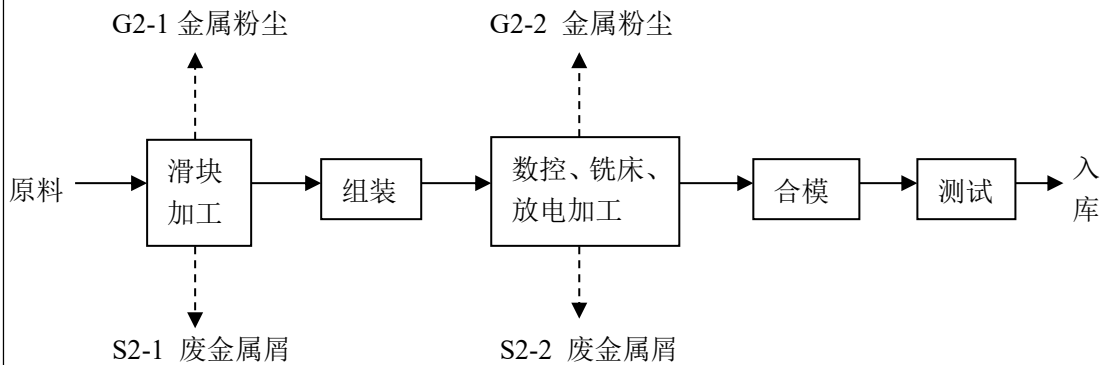 G2-1 金属粉尘
G2-2 金属粉尘
原料
滑块
加工
组装
数控、铣床、
放电加工
合模
测试
入
库
S2-1 废金属屑
S2-2 废金属屑